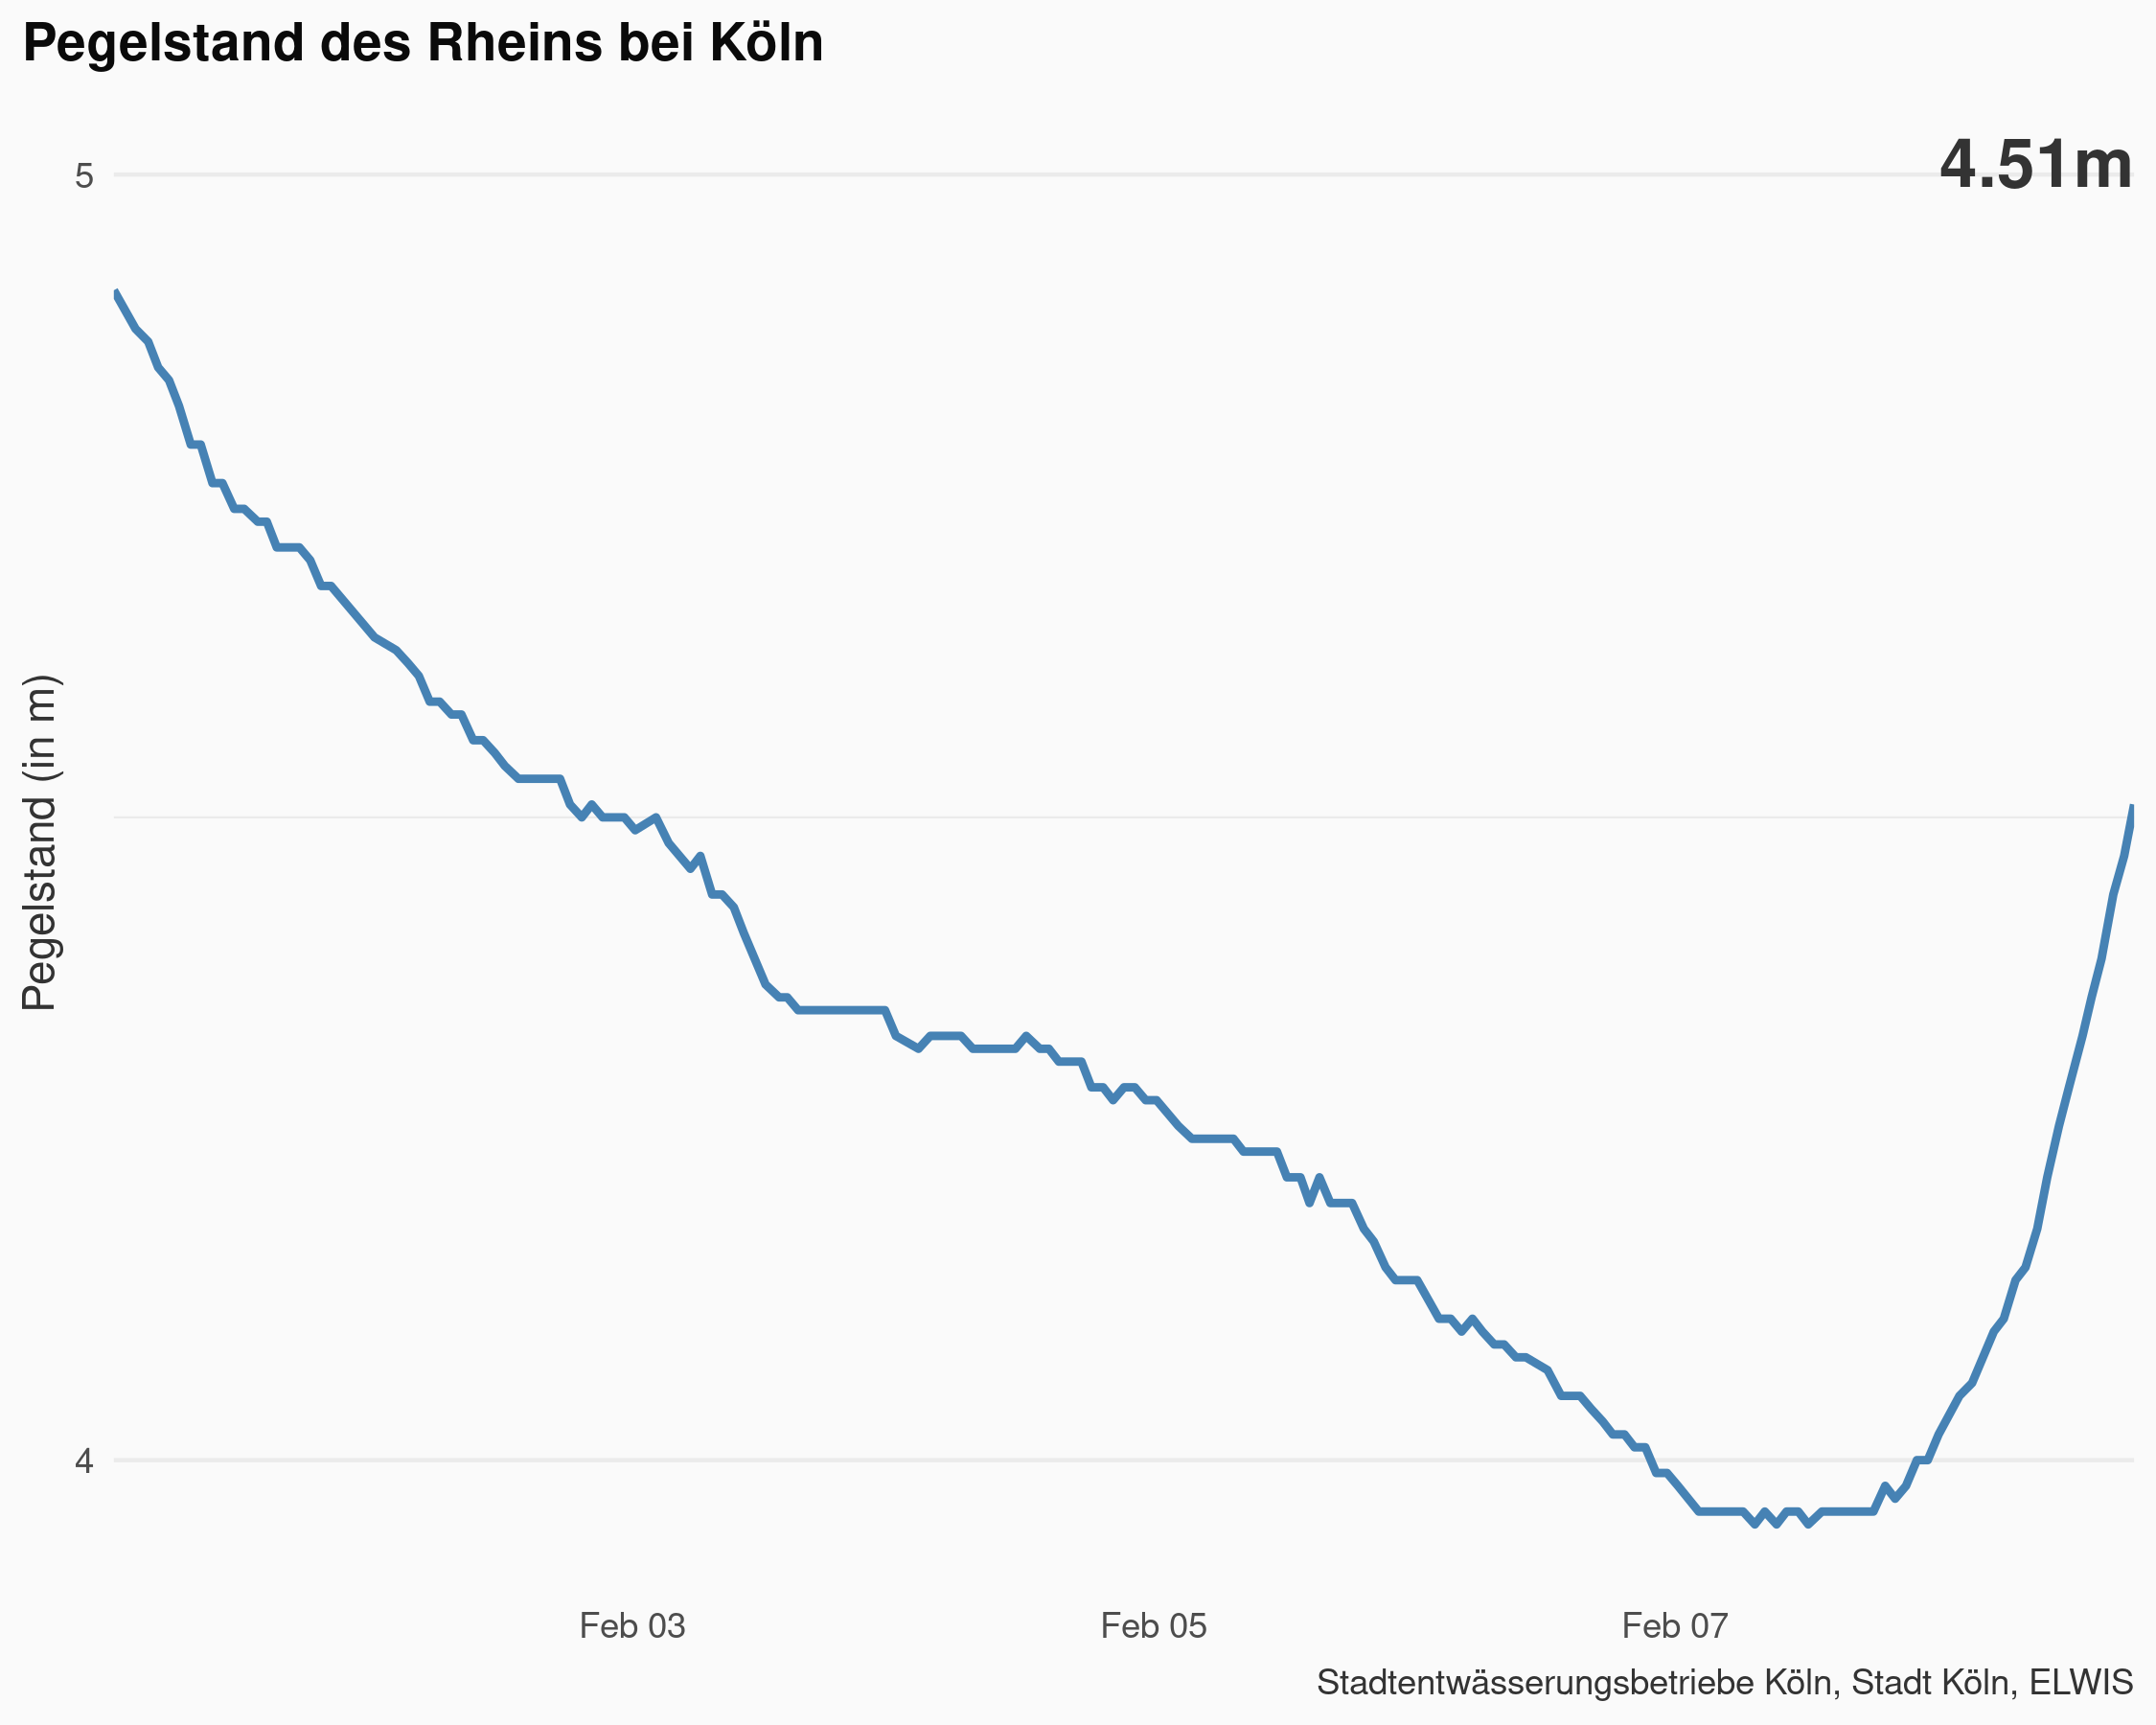 Pegelstand des Rheins bei Köln
4.51m
5
Pegelstand (in m)
4
Feb 03 Feb 05 Feb 07
Stadtentwässerungsbetriebe Köln, Stadt Köln, ELWIS